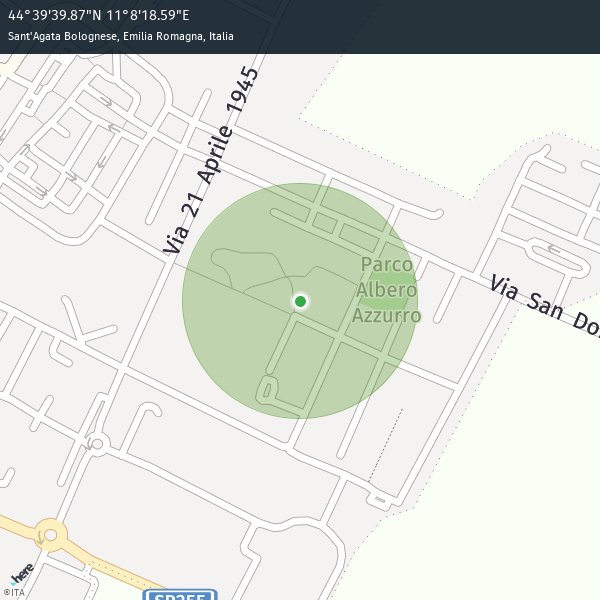 44°39'39.87"N 11°8'18.59"E
Sant'Agata Bolognese, Emilia Romagna, Italia
Via 21 Aprile 1945
Parco
Albero
Azzurro
Via San Do
here
©ITA